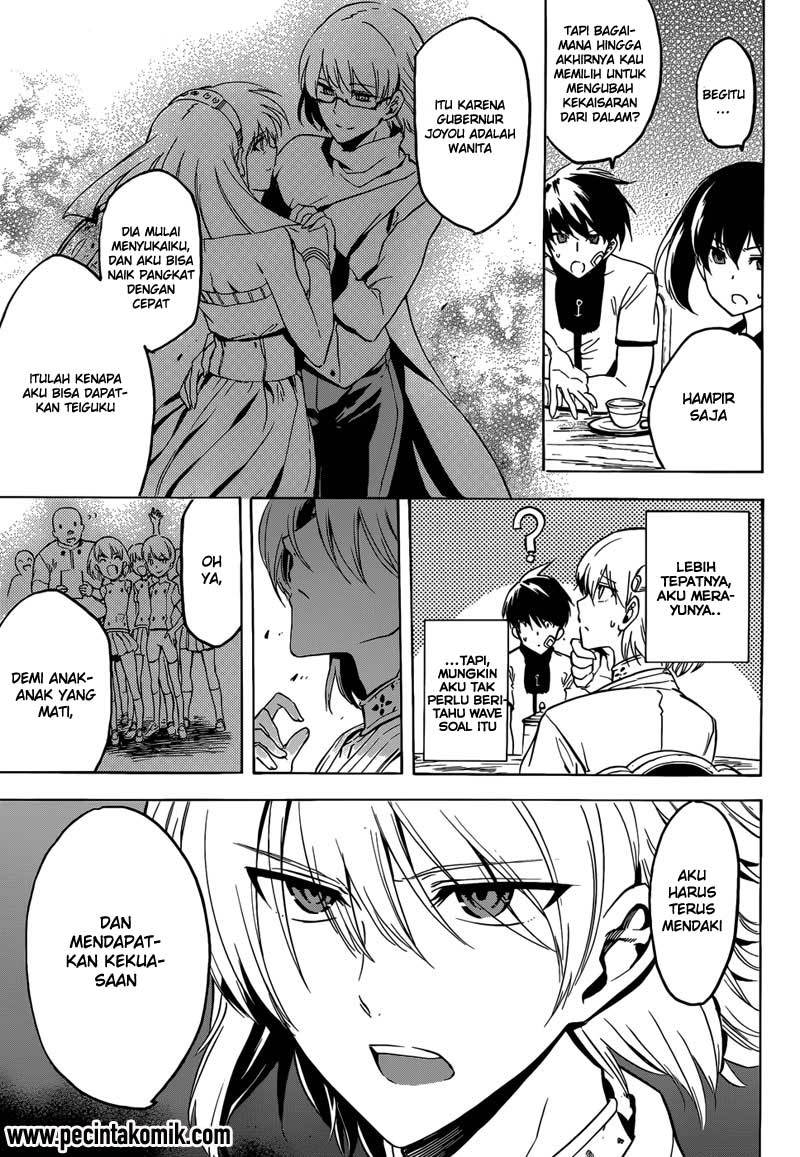 BEGITU
...
TAPI BAGAI-
MANA HINGGA
AKHIRNYA KAU
MEMILIH UNTUK
MENGUBAH
KEKAISARAN
DARI DALAM?
HAMPIR
SAJA
ITU KARENA
GUBERNUR
JOYOU ADALAH
WANITA
DIA MULAI
MENYUKAIKU,
DAN AKU BISA
NAIK PANGKAT
DENGAN
CEPAT
ITULAH KENAPA
AKU BISA DAPAT-
KAN TEIGUKU
LEBIH
TEPATNYA,
AKU MERA-
YUNYA..
?
...TAPI,
MUNGKIN
AKU TAK
PERLU BERI-
TAHU WAVE
SOAL ITU
OH
YA,
DEMI ANAK-
ANAK YANG
MATI,
AKU
HARUS
TERUS
MENDAKI
DAN
MENDAPAT-
KAN KEKUA-
SAAN
www.pecintakomik.com